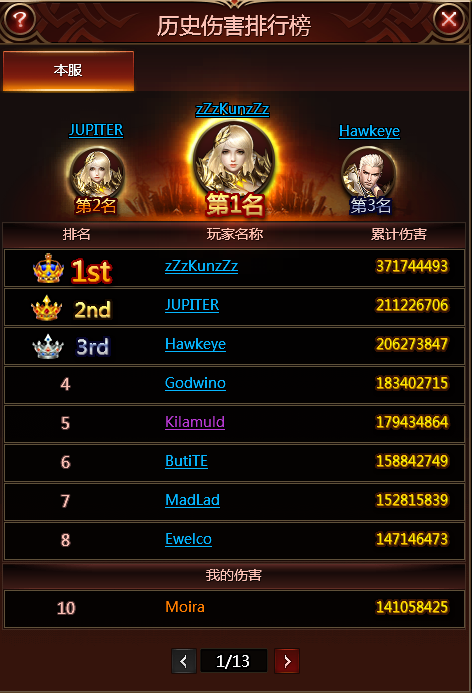 ?
历史伤害排行榜
本服
zZzKunzZz
JUPITER
Hawkeye
第2名
第1名
第3名
排名 玩家名称 累计伤害
1st zZzKunzZz 371744493
2nd JUPITER 211226706
3rd Hawkeye 206273847
4 Godwino 183402715
5 Kilamuld 179434864
6 ButiTE 158842749
7 MadLad 152815839
8 Ewelco 147146473
我的伤害
10 Moira 141058425
1/13